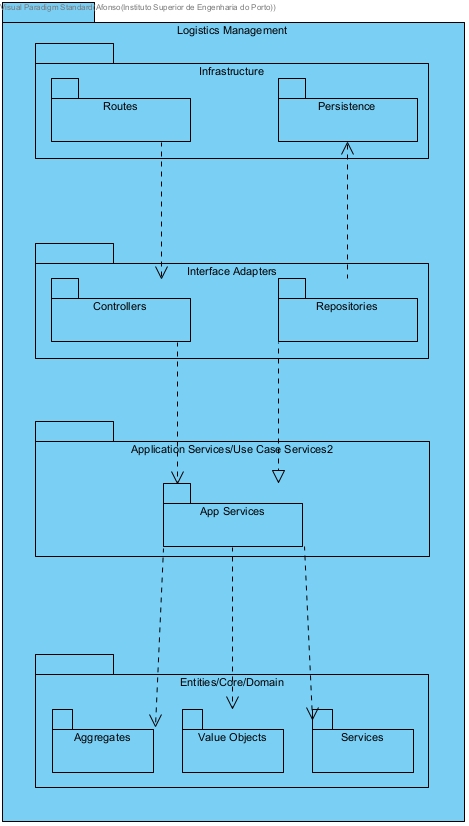 Visual Paradigm Standard(Afonso(Instituto Superior de Engenharia do Porto))
Logistics Management
Infrastructure
Routes
Persistence
Interface Adapters
Controllers
Repositories
Application Services/Use Case Services2
App Services
Entities/Core/Domain
Aggregates
Value Objects
Services